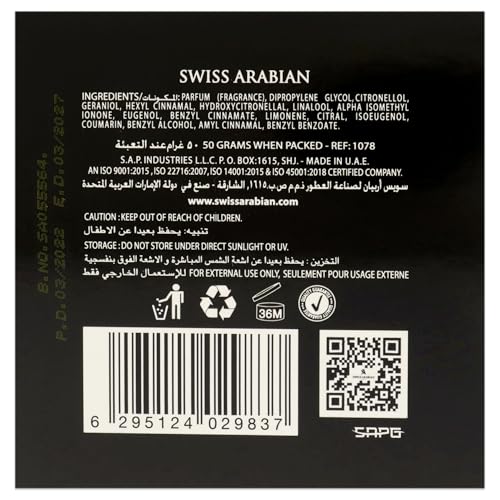 SWISS ARABIAN
INGREDIENTS/المكونات: PARFUM (FRAGRANCE), DIPROPYLENE GLYCOL,CITRONELLOL,
GERANIOL, HEXYL CINNAMAL, HYDROXYCITRONELLAL, LINALOOL, ALPHA ISOMETHYL
IONONE, EUGENOL, BENZYL CINNAMATE, LIMONENE, CITRAL, ISOEUGENOL,
COUMARIN, BENZYL ALCOHOL, AMYL CINNAMAL, BENZYL BENZOATE.
٥٠ غرام عند التعبئة - 50 GRAMS WHEN PACKED - REF: 1078
S.A.P. INDUSTRIES L.L.C. P.O. BOX:1615, SHJ. - MADE IN U.A.E.
AN ISO 9001:2015, ISO 22716:2007, ISO 14001:2015 & ISO 45001:2018 CERTIFIED COMPANY.
سويس أربيان لصناعة العطور ذ.م.م ص.ب. ١٦١٥، الشارقة - صنع في دولة الإمارات العربية المتحدة
www.swissarabian.com
CAUTION : KEEP OUT OF REACH OF CHILDREN.
تنبيه: يحفظ بعيدا عن الاطفال
STORAGE : DO NOT STORE UNDER DIRECT SUNLIGHT OR UV.
التخزين : يحفظ بعيدا عن اشعة الشمس المباشرة و الاشعة الفوق بنفسجية
FOR EXTERNAL USE ONLY, SEULEMENT POUR USAGE EXTERNE للإستعمال الخارجي فقط
36M
6 295124 029837
SAPG
B.NO.SA055564.
P.D.03/2022 E.D.03/2027